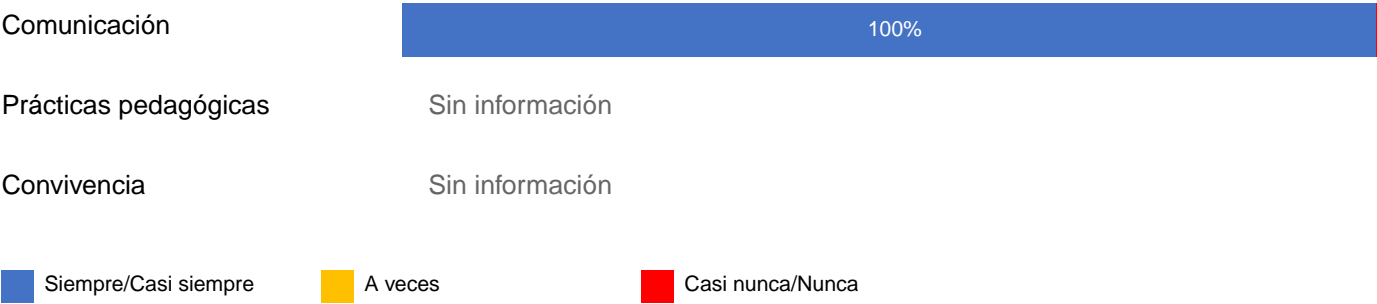 Comunicación 100%
Prácticas pedagógicas Sin información
Convivencia Sin información
Siempre/Casi siempre A veces Casi nunca/Nunca